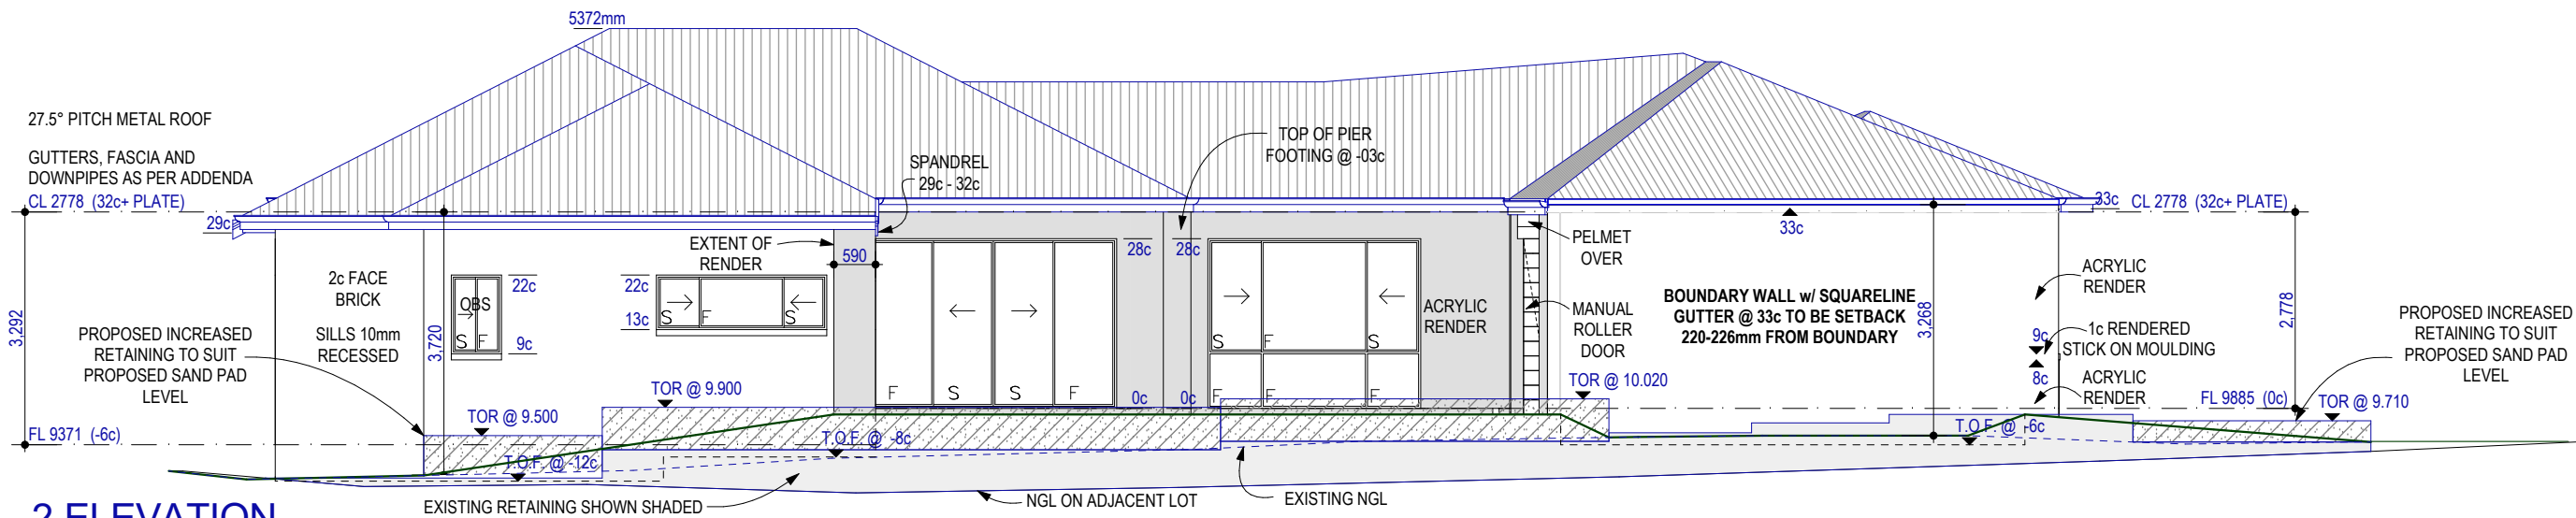 5372mm
27.5° PITCH METAL ROOF
GUTTERS, FASCIA AND
DOWNPIPES AS PER ADDENDA
CL 2778 (32c+ PLATE)
29c
3,292
FL 9371 (-6c)
2c FACE
BRICK
SILLS 10mm
RECESSED
PROPOSED INCREASED
RETAINING TO SUIT
PROPOSED SAND PAD
LEVEL
3,720
OBS
S F
22c
9c
TOR @ 9.500
T.O.F. @ -12c
22c
13c
S F S
TOR @ 9.900
EXTENT OF
RENDER
590
SPANDREL
29c - 32c
F S S F
28c
28c
0c
0c
T.O.F. @ -8c
TOP OF PIER
FOOTING @ -03c
S F S
F F F
ACRYLIC
RENDER
PELMET
OVER
MANUAL
ROLLER
DOOR
TOR @ 10.020
BOUNDARY WALL w/ SQUARELINE
GUTTER @ 33c TO BE SETBACK
220-226mm FROM BOUNDARY
33c
3,268
33c
CL 2778 (32c+ PLATE)
ACRYLIC
RENDER
9c
1c RENDERED
STICK ON MOULDING
8c
ACRYLIC
RENDER
T.O.F. @ -6c
2,778
FL 9885 (0c)
TOR @ 9.710
PROPOSED INCREASED
RETAINING TO SUIT
PROPOSED SAND PAD
LEVEL
EXISTING RETAINING SHOWN SHADED
NGL ON ADJACENT LOT
EXISTING NGL
2 ELEVATION